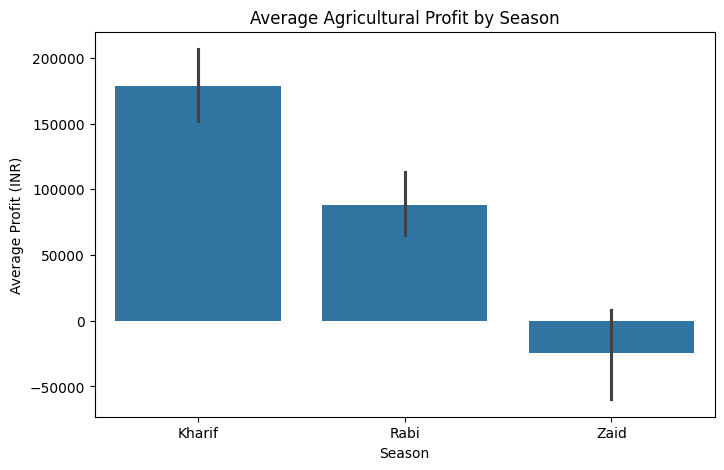 Average Agricultural Profit by Season
Average Profit (INR)
200000
150000
100000
50000
0
−50000
Kharif
Rabi
Zaid
Season